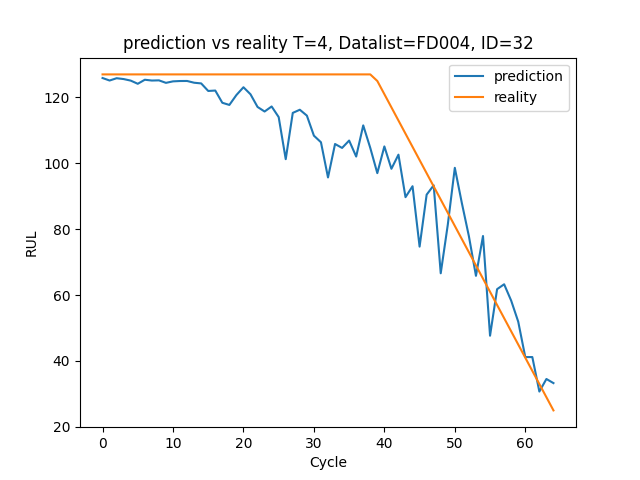 prediction vs reality T=4, Datalist=FD004, ID=32
prediction
reality
120
100
80
60
40
20
RUL
0 10 20 30 40 50 60
Cycle